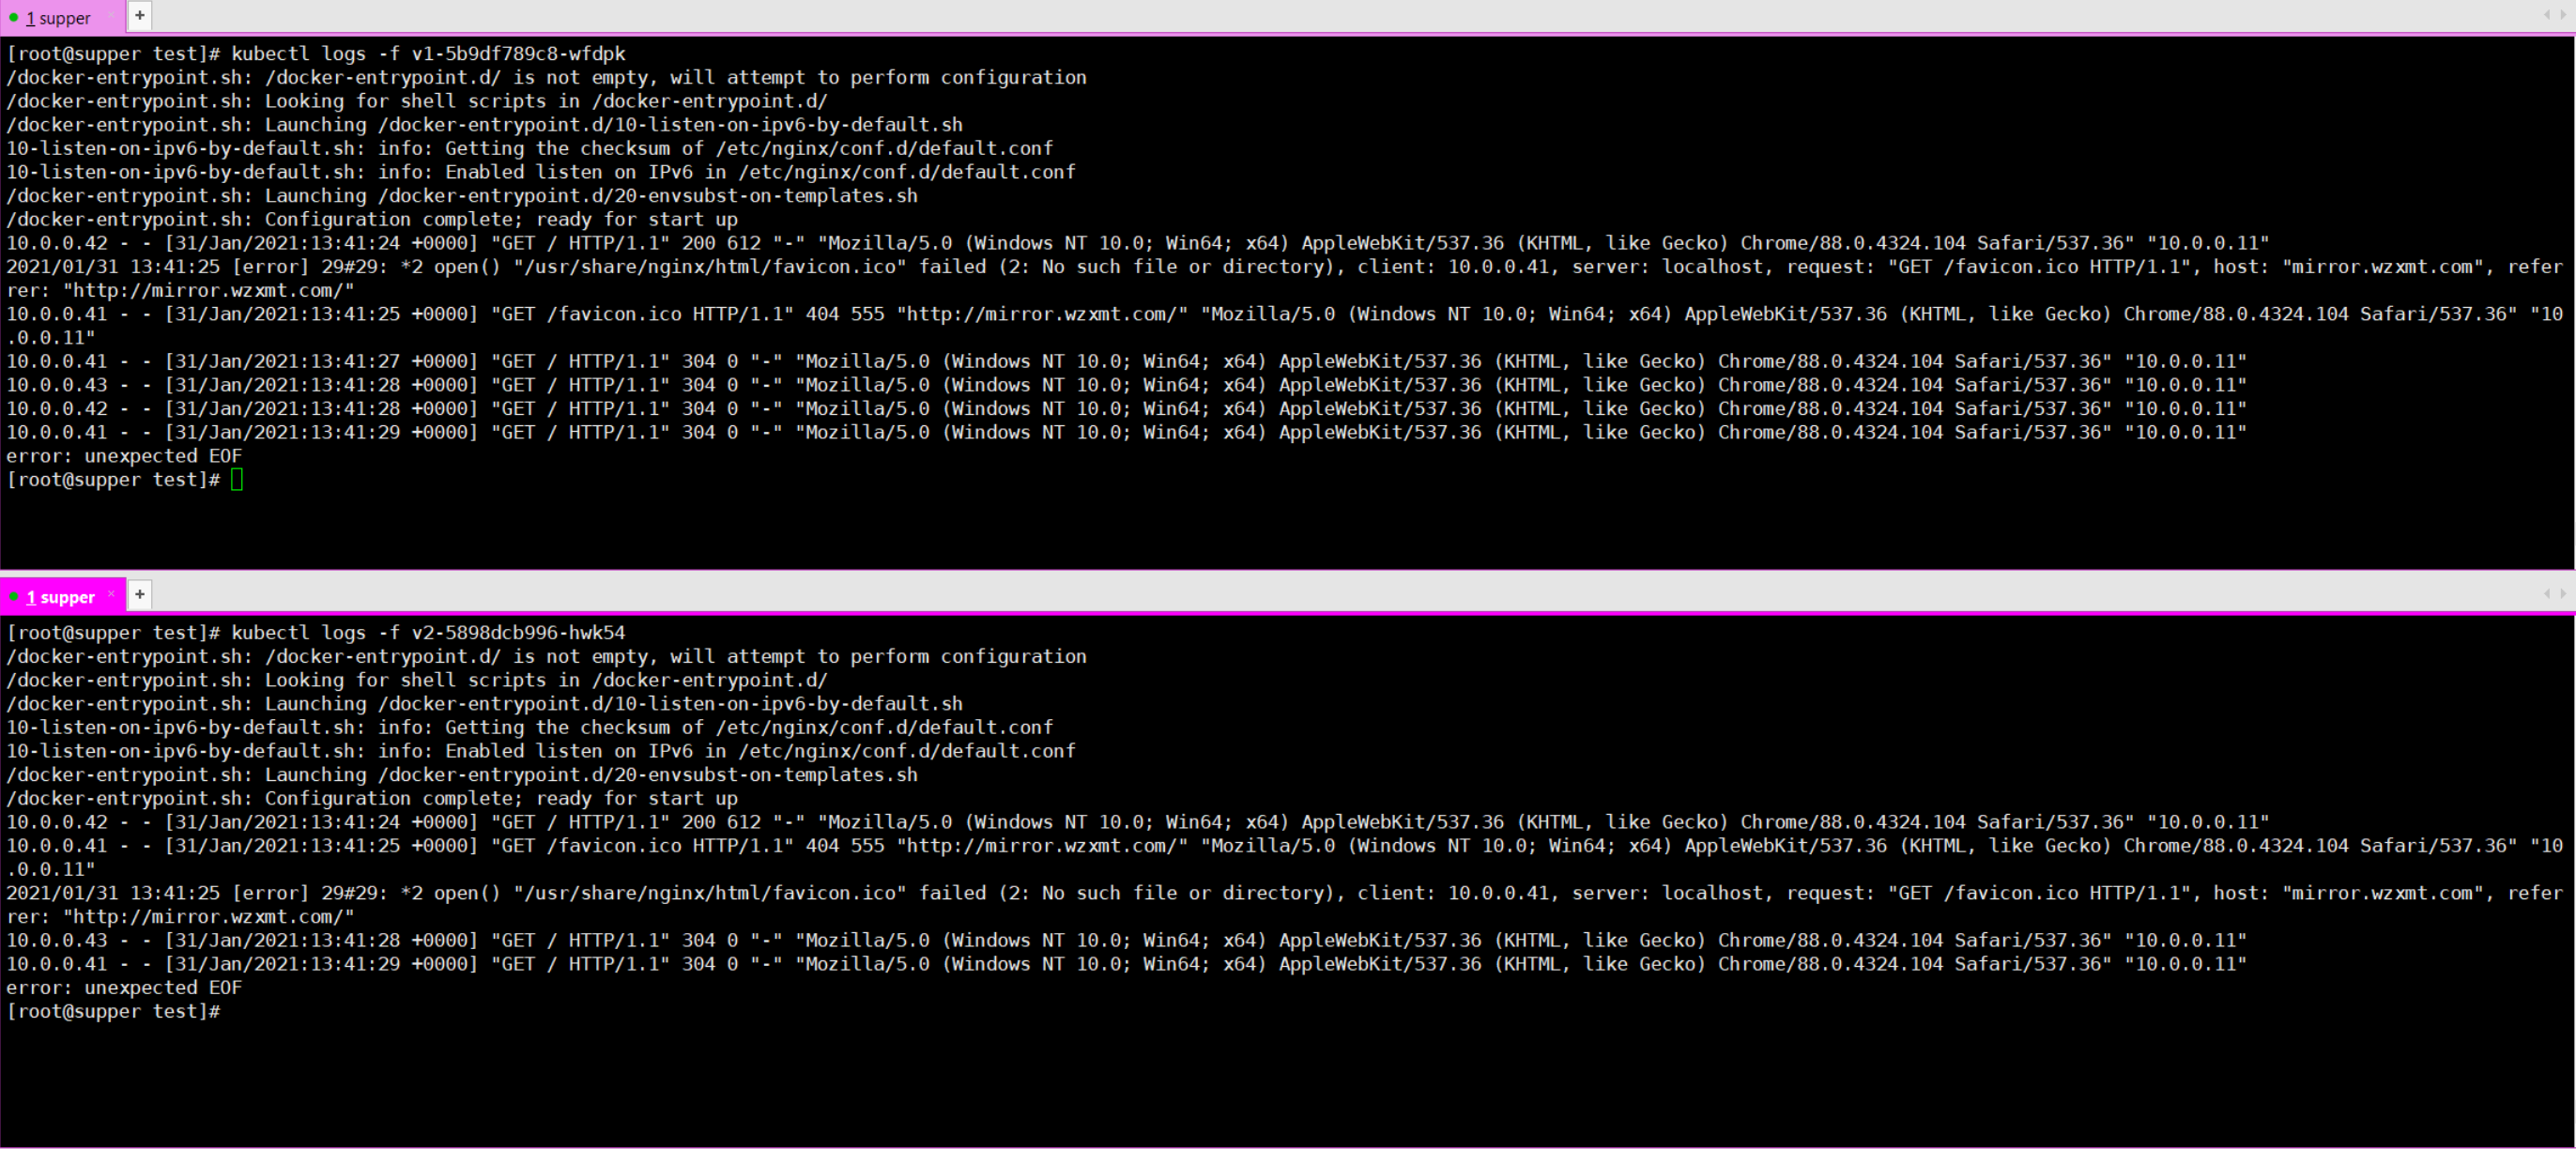 1 supper × +
[root@supper test]# kubectl logs -f v1-5b9df789c8-wfdpk
/docker-entrypoint.sh: /docker-entrypoint.d/ is not empty, will attempt to perform configuration
/docker-entrypoint.sh: Looking for shell scripts in /docker-entrypoint.d/
/docker-entrypoint.sh: Launching /docker-entrypoint.d/10-listen-on-ipv6-by-default.sh
10-listen-on-ipv6-by-default.sh: info: Getting the checksum of /etc/nginx/conf.d/default.conf
10-listen-on-ipv6-by-default.sh: info: Enabled listen on IPv6 in /etc/nginx/conf.d/default.conf
/docker-entrypoint.sh: Launching /docker-entrypoint.d/20-envsubst-on-templates.sh
/docker-entrypoint.sh: Configuration complete; ready for start up
10.0.0.42 - - [31/Jan/2021:13:41:24 +0000] "GET / HTTP/1.1" 200 612 "-" "Mozilla/5.0 (Windows NT 10.0; Win64; x64) AppleWebKit/537.36 (KHTML, like Gecko) Chrome/88.0.4324.104 Safari/537.36" "10.0.0.11"
2021/01/31 13:41:25 [error] 29#29: *2 open() "/usr/share/nginx/html/favicon.ico" failed (2: No such file or directory), client: 10.0.0.41, server: localhost, request: "GET /favicon.ico HTTP/1.1", host: "mirror.wzxmt.com", refer
rer: "http://mirror.wzxmt.com/"
10.0.0.41 - - [31/Jan/2021:13:41:25 +0000] "GET /favicon.ico HTTP/1.1" 404 555 "http://mirror.wzxmt.com/" "Mozilla/5.0 (Windows NT 10.0; Win64; x64) AppleWebKit/537.36 (KHTML, like Gecko) Chrome/88.0.4324.104 Safari/537.36" "10
.0.0.11"
10.0.0.41 - - [31/Jan/2021:13:41:27 +0000] "GET / HTTP/1.1" 304 0 "-" "Mozilla/5.0 (Windows NT 10.0; Win64; x64) AppleWebKit/537.36 (KHTML, like Gecko) Chrome/88.0.4324.104 Safari/537.36" "10.0.0.11"
10.0.0.43 - - [31/Jan/2021:13:41:28 +0000] "GET / HTTP/1.1" 304 0 "-" "Mozilla/5.0 (Windows NT 10.0; Win64; x64) AppleWebKit/537.36 (KHTML, like Gecko) Chrome/88.0.4324.104 Safari/537.36" "10.0.0.11"
10.0.0.42 - - [31/Jan/2021:13:41:28 +0000] "GET / HTTP/1.1" 304 0 "-" "Mozilla/5.0 (Windows NT 10.0; Win64; x64) AppleWebKit/537.36 (KHTML, like Gecko) Chrome/88.0.4324.104 Safari/537.36" "10.0.0.11"
10.0.0.41 - - [31/Jan/2021:13:41:29 +0000] "GET / HTTP/1.1" 304 0 "-" "Mozilla/5.0 (Windows NT 10.0; Win64; x64) AppleWebKit/537.36 (KHTML, like Gecko) Chrome/88.0.4324.104 Safari/537.36" "10.0.0.11"
error: unexpected EOF
[root@supper test]#
1 supper × +
[root@supper test]# kubectl logs -f v2-5898dcb996-hwk54
/docker-entrypoint.sh: /docker-entrypoint.d/ is not empty, will attempt to perform configuration
/docker-entrypoint.sh: Looking for shell scripts in /docker-entrypoint.d/
/docker-entrypoint.sh: Launching /docker-entrypoint.d/10-listen-on-ipv6-by-default.sh
10-listen-on-ipv6-by-default.sh: info: Getting the checksum of /etc/nginx/conf.d/default.conf
10-listen-on-ipv6-by-default.sh: info: Enabled listen on IPv6 in /etc/nginx/conf.d/default.conf
/docker-entrypoint.sh: Launching /docker-entrypoint.d/20-envsubst-on-templates.sh
/docker-entrypoint.sh: Configuration complete; ready for start up
10.0.0.42 - - [31/Jan/2021:13:41:24 +0000] "GET / HTTP/1.1" 200 612 "-" "Mozilla/5.0 (Windows NT 10.0; Win64; x64) AppleWebKit/537.36 (KHTML, like Gecko) Chrome/88.0.4324.104 Safari/537.36" "10.0.0.11"
10.0.0.41 - - [31/Jan/2021:13:41:25 +0000] "GET /favicon.ico HTTP/1.1" 404 555 "http://mirror.wzxmt.com/" "Mozilla/5.0 (Windows NT 10.0; Win64; x64) AppleWebKit/537.36 (KHTML, like Gecko) Chrome/88.0.4324.104 Safari/537.36" "10
.0.0.11"
2021/01/31 13:41:25 [error] 29#29: *2 open() "/usr/share/nginx/html/favicon.ico" failed (2: No such file or directory), client: 10.0.0.41, server: localhost, request: "GET /favicon.ico HTTP/1.1", host: "mirror.wzxmt.com", refer
rer: "http://mirror.wzxmt.com/"
10.0.0.43 - - [31/Jan/2021:13:41:28 +0000] "GET / HTTP/1.1" 304 0 "-" "Mozilla/5.0 (Windows NT 10.0; Win64; x64) AppleWebKit/537.36 (KHTML, like Gecko) Chrome/88.0.4324.104 Safari/537.36" "10.0.0.11"
10.0.0.41 - - [31/Jan/2021:13:41:29 +0000] "GET / HTTP/1.1" 304 0 "-" "Mozilla/5.0 (Windows NT 10.0; Win64; x64) AppleWebKit/537.36 (KHTML, like Gecko) Chrome/88.0.4324.104 Safari/537.36" "10.0.0.11"
error: unexpected EOF
[root@supper test]#